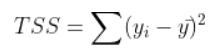 TSS = ∑(yᵢ − ȳ)²